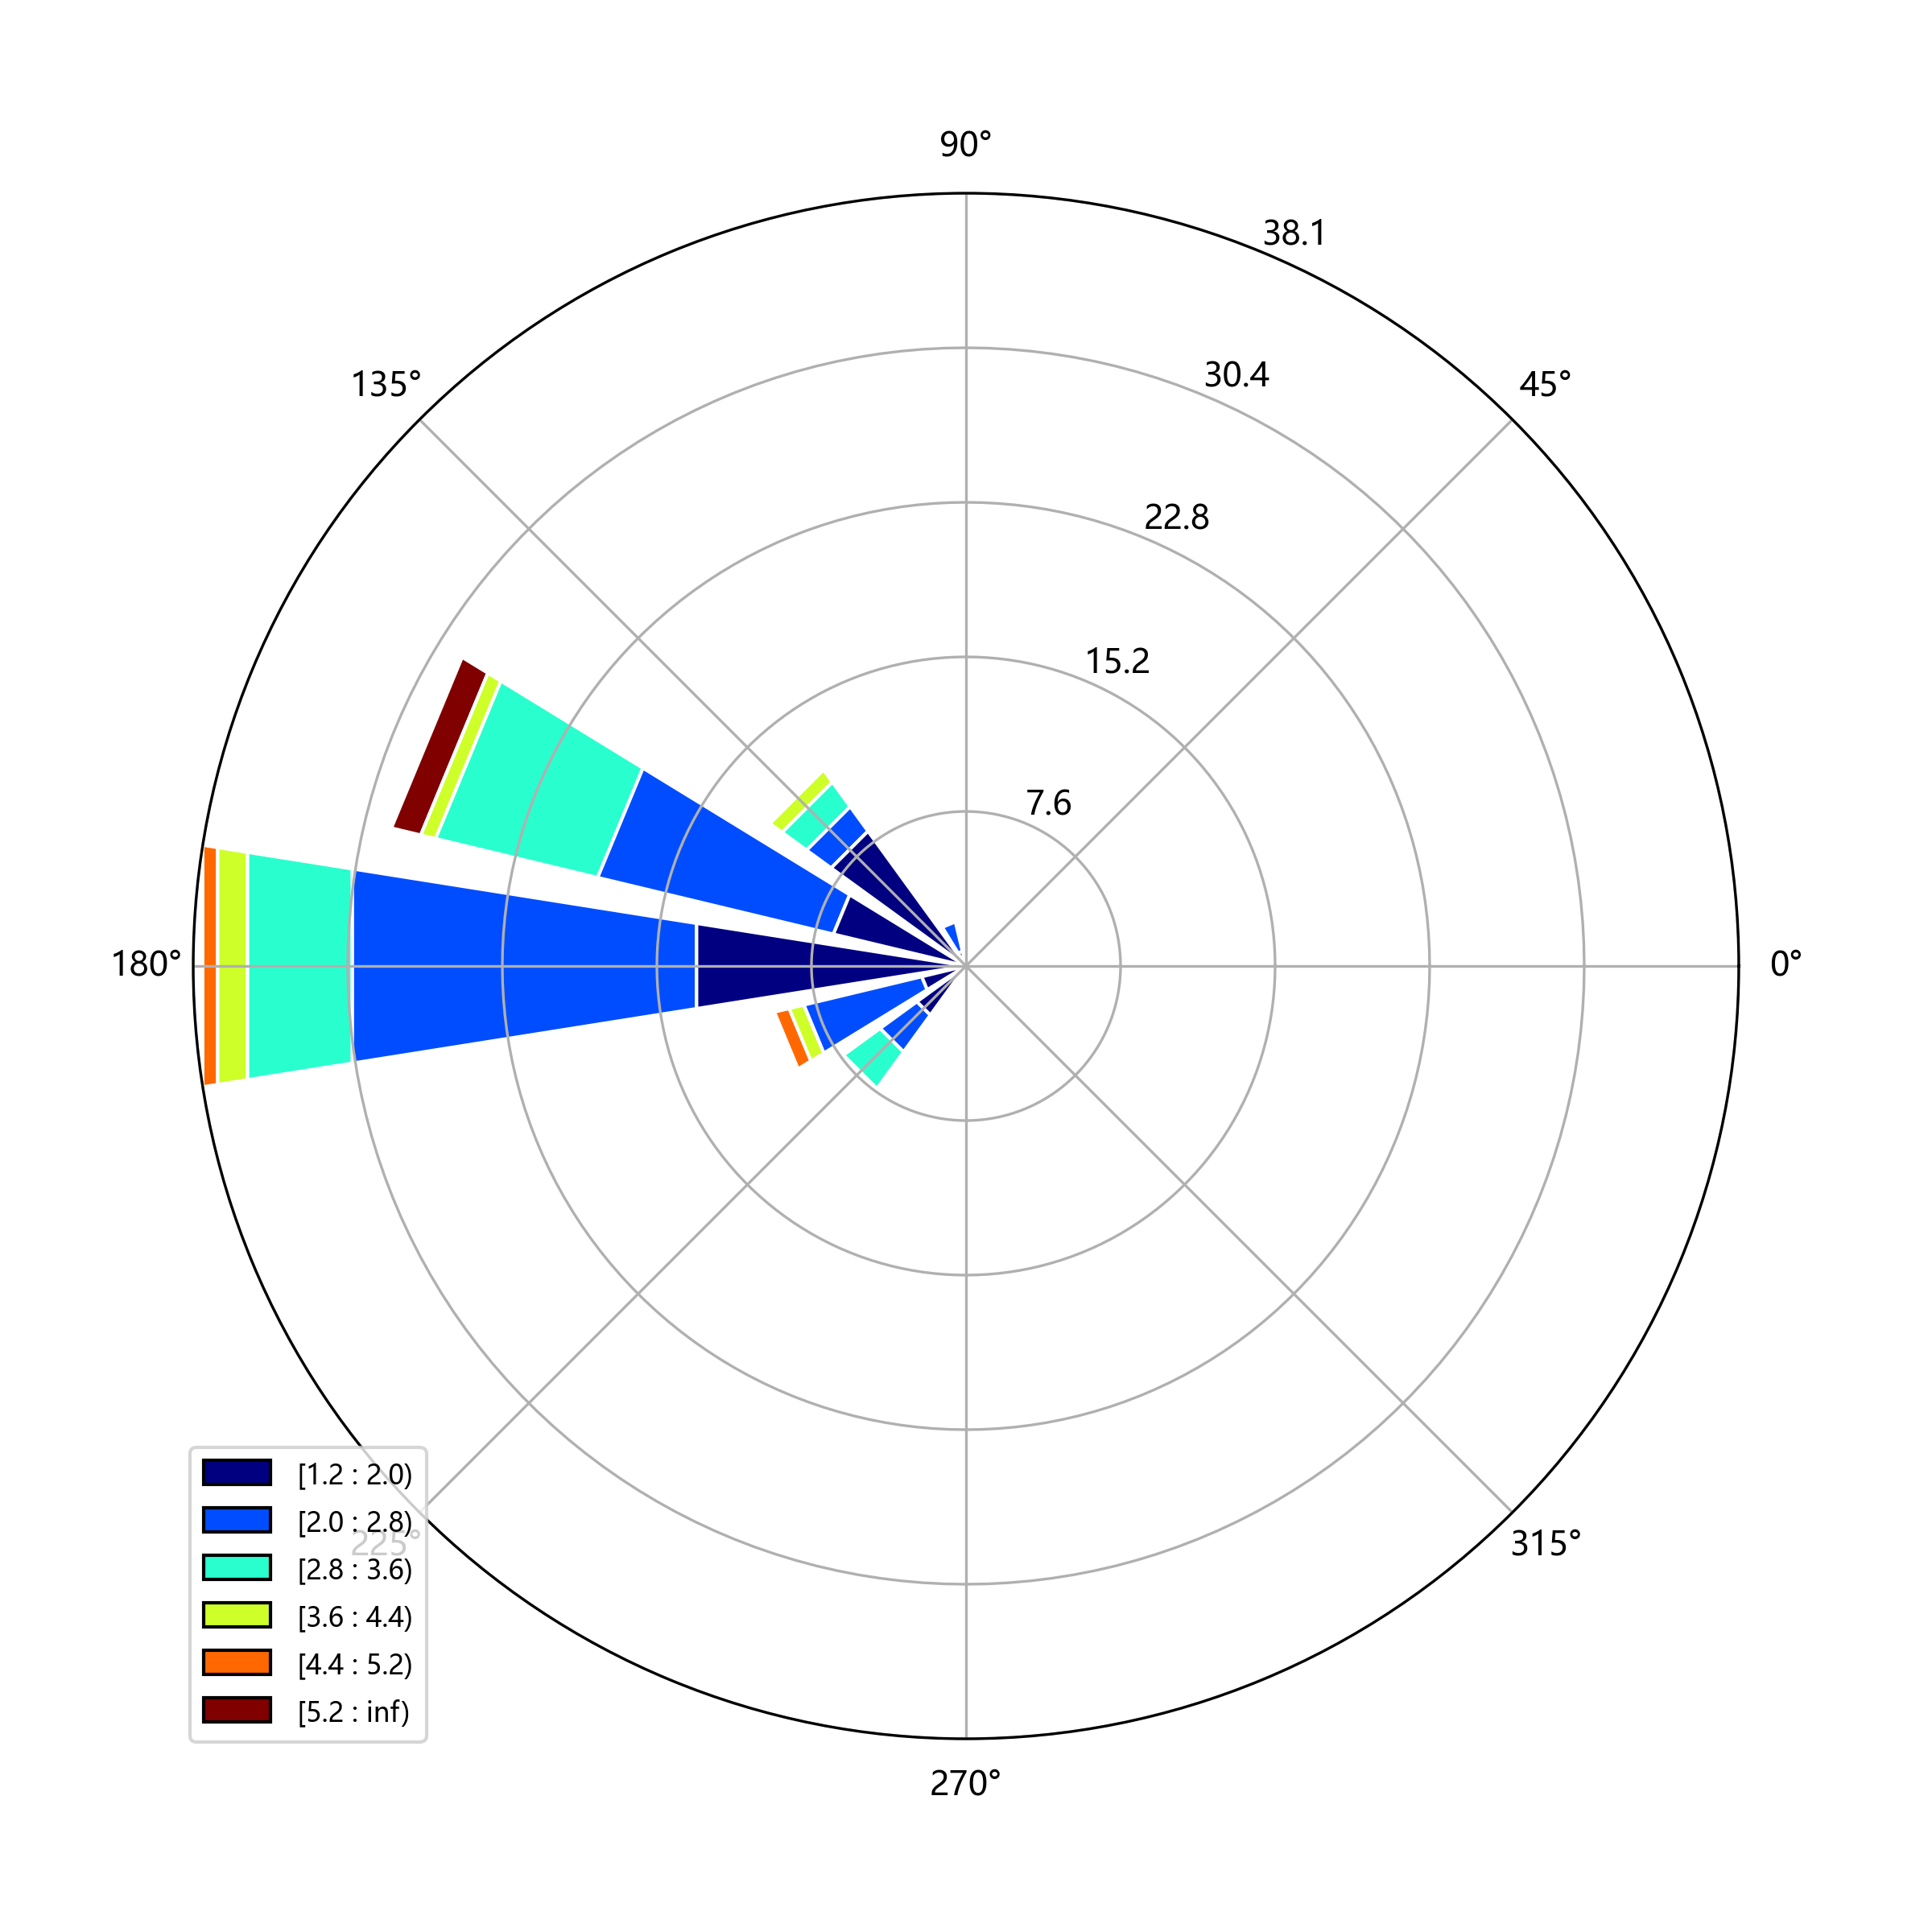 90°
38.1
135°
30.4
45°
22.8
15.2
7.6
180°
0°
[1.2 : 2.0)
[2.0 : 2.8)
225°
315°
[2.8 : 3.6)
[3.6 : 4.4)
[4.4 : 5.2)
[5.2 : inf)
270°